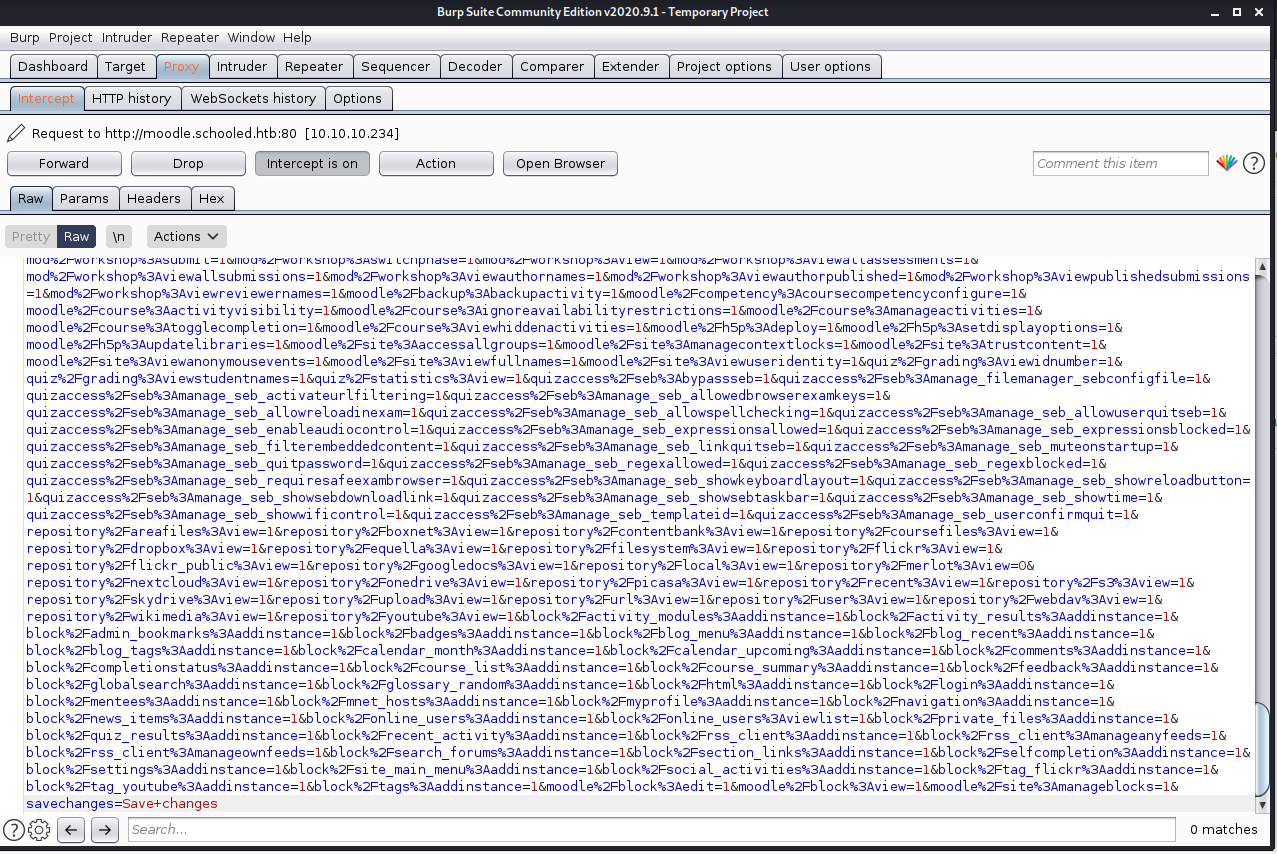 Burp Suite Community Edition v2020.9.1 - Temporary Project
Burp Project Intruder Repeater Window Help
Dashboard Target Proxy Intruder Repeater Sequencer Decoder Comparer Extender Project options User options
Intercept HTTP history WebSockets history Options
Request to http://moodle.schooled.htb:80 [10.10.10.234]
Forward Drop Intercept is on Action Open Browser Comment this item ?
Raw Params Headers Hex
Pretty Raw \n Actions
mod%2Fworkshop%3Asubmit=1&mod%2Fworkshop%3Aswitchphase=1&mod%2Fworkshop%3Aview=1&mod%2Fworkshop%3Aviewallassessments=1&
mod%2Fworkshop%3Aviewallsubmissions=1&mod%2Fworkshop%3Aviewauthornames=1&mod%2Fworkshop%3Aviewauthorpublished=1&mod%2Fworkshop%3Aviewpublishedsubmissions
=1&mod%2Fworkshop%3Aviewreviewernames=1&moodle%2Fbackup%3Abackupactivity=1&moodle%2Fcompetency%3Acoursecompetencyconfigure=1&
moodle%2Fcourse%3Aactivityvisibility=1&moodle%2Fcourse%3Aignoreavailabilityrestrictions=1&moodle%2Fcourse%3Amanageactivities=1&
moodle%2Fcourse%3Atogglecompletion=1&moodle%2Fcourse%3Aviewhiddenactivities=1&moodle%2Fh5p%3Adeploy=1&moodle%2Fh5p%3Asetdisplayoptions=1&
moodle%2Fh5p%3Aupdatelibraries=1&moodle%2Fsite%3Aaccessallgroups=1&moodle%2Fsite%3Amanagecontextlocks=1&moodle%2Fsite%3Atrustcontent=1&
moodle%2Fsite%3Aviewanonymousevents=1&moodle%2Fsite%3Aviewfullnames=1&moodle%2Fsite%3Aviewuseridentity=1&quiz%2Fgrading%3Aviewidnumber=1&
quiz%2Fgrading%3Aviewstudentnames=1&quiz%2Fstatistics%3Aview=1&quizaccess%2Fseb%3Abypassseb=1&quizaccess%2Fseb%3Amanage_filemanager_sebconfigfile=1&
quizaccess%2Fseb%3Amanage_seb_activateurlfiltering=1&quizaccess%2Fseb%3Amanage_seb_allowedbrowserexamkeys=1&
quizaccess%2Fseb%3Amanage_seb_allowreloadinexam=1&quizaccess%2Fseb%3Amanage_seb_allowspellchecking=1&quizaccess%2Fseb%3Amanage_seb_allowuserquitseb=1&
quizaccess%2Fseb%3Amanage_seb_enableaudiocontrol=1&quizaccess%2Fseb%3Amanage_seb_expressionsallowed=1&quizaccess%2Fseb%3Amanage_seb_expressionsblocked=1&
quizaccess%2Fseb%3Amanage_seb_filterembeddedcontent=1&quizaccess%2Fseb%3Amanage_seb_linkquitseb=1&quizaccess%2Fseb%3Amanage_seb_muteonstartup=1&
quizaccess%2Fseb%3Amanage_seb_quitpassword=1&quizaccess%2Fseb%3Amanage_seb_regexallowed=1&quizaccess%2Fseb%3Amanage_seb_regexblocked=1&
quizaccess%2Fseb%3Amanage_seb_requiresafeexambrowser=1&quizaccess%2Fseb%3Amanage_seb_showkeyboardlayout=1&quizaccess%2Fseb%3Amanage_seb_showreloadbutton=
1&quizaccess%2Fseb%3Amanage_seb_showsebdownloadlink=1&quizaccess%2Fseb%3Amanage_seb_showsebtaskbar=1&quizaccess%2Fseb%3Amanage_seb_showtime=1&
quizaccess%2Fseb%3Amanage_seb_showwificontrol=1&quizaccess%2Fseb%3Amanage_seb_templateid=1&quizaccess%2Fseb%3Amanage_seb_userconfirmquit=1&
repository%2Fareafiles%3Aview=1&repository%2Fboxnet%3Aview=1&repository%2Fcontentbank%3Aview=1&repository%2Fcoursefiles%3Aview=1&
repository%2Fdropbox%3Aview=1&repository%2Fequella%3Aview=1&repository%2Ffilesystem%3Aview=1&repository%2Fflickr%3Aview=1&
repository%2Fflickr_public%3Aview=1&repository%2Fgoogledocs%3Aview=1&repository%2Flocal%3Aview=1&repository%2Fmerlot%3Aview=0&
repository%2Fnextcloud%3Aview=1&repository%2Fonedrive%3Aview=1&repository%2Fpicasa%3Aview=1&repository%2Frecent%3Aview=1&repository%2Fs3%3Aview=1&
repository%2Fskydrive%3Aview=1&repository%2Fupload%3Aview=1&repository%2Furl%3Aview=1&repository%2Fuser%3Aview=1&repository%2Fwebdav%3Aview=1&
repository%2Fwikimedia%3Aview=1&repository%2Fyoutube%3Aview=1&block%2Factivity_modules%3Aaddinstance=1&block%2Factivity_results%3Aaddinstance=1&
block%2Fadmin_bookmarks%3Aaddinstance=1&block%2Fbadges%3Aaddinstance=1&block%2Fblog_menu%3Aaddinstance=1&block%2Fblog_recent%3Aaddinstance=1&
block%2Fblog_tags%3Aaddinstance=1&block%2Fcalendar_month%3Aaddinstance=1&block%2Fcalendar_upcoming%3Aaddinstance=1&block%2Fcomments%3Aaddinstance=1&
block%2Fcompletionstatus%3Aaddinstance=1&block%2Fcourse_list%3Aaddinstance=1&block%2Fcourse_summary%3Aaddinstance=1&block%2Ffeedback%3Aaddinstance=1&
block%2Fglobalsearch%3Aaddinstance=1&block%2Fglossary_random%3Aaddinstance=1&block%2Fhtml%3Aaddinstance=1&block%2Flogin%3Aaddinstance=1&
block%2Fmentees%3Aaddinstance=1&block%2Fmnet_hosts%3Aaddinstance=1&block%2Fmyprofile%3Aaddinstance=1&block%2Fnavigation%3Aaddinstance=1&
block%2Fnews_items%3Aaddinstance=1&block%2Fonline_users%3Aaddinstance=1&block%2Fonline_users%3Aviewlist=1&block%2Fprivate_files%3Aaddinstance=1&
block%2Fquiz_results%3Aaddinstance=1&block%2Frecent_activity%3Aaddinstance=1&block%2Frss_client%3Aaddinstance=1&block%2Frss_client%3Amanageanyfeeds=1&
block%2Frss_client%3Amanageownfeeds=1&block%2Fsearch_forums%3Aaddinstance=1&block%2Fsection_links%3Aaddinstance=1&block%2Fselfcompletion%3Aaddinstance=1&
block%2Fsettings%3Aaddinstance=1&block%2Fsite_main_menu%3Aaddinstance=1&block%2Fsocial_activities%3Aaddinstance=1&block%2Ftag_flickr%3Aaddinstance=1&
block%2Ftag_youtube%3Aaddinstance=1&block%2Ftags%3Aaddinstance=1&moodle%2Fblock%3Aedit=1&moodle%2Fblock%3Aview=1&moodle%2Fsite%3Amanageblocks=1&
savechanges=Save+changes
? Search... 0 matches